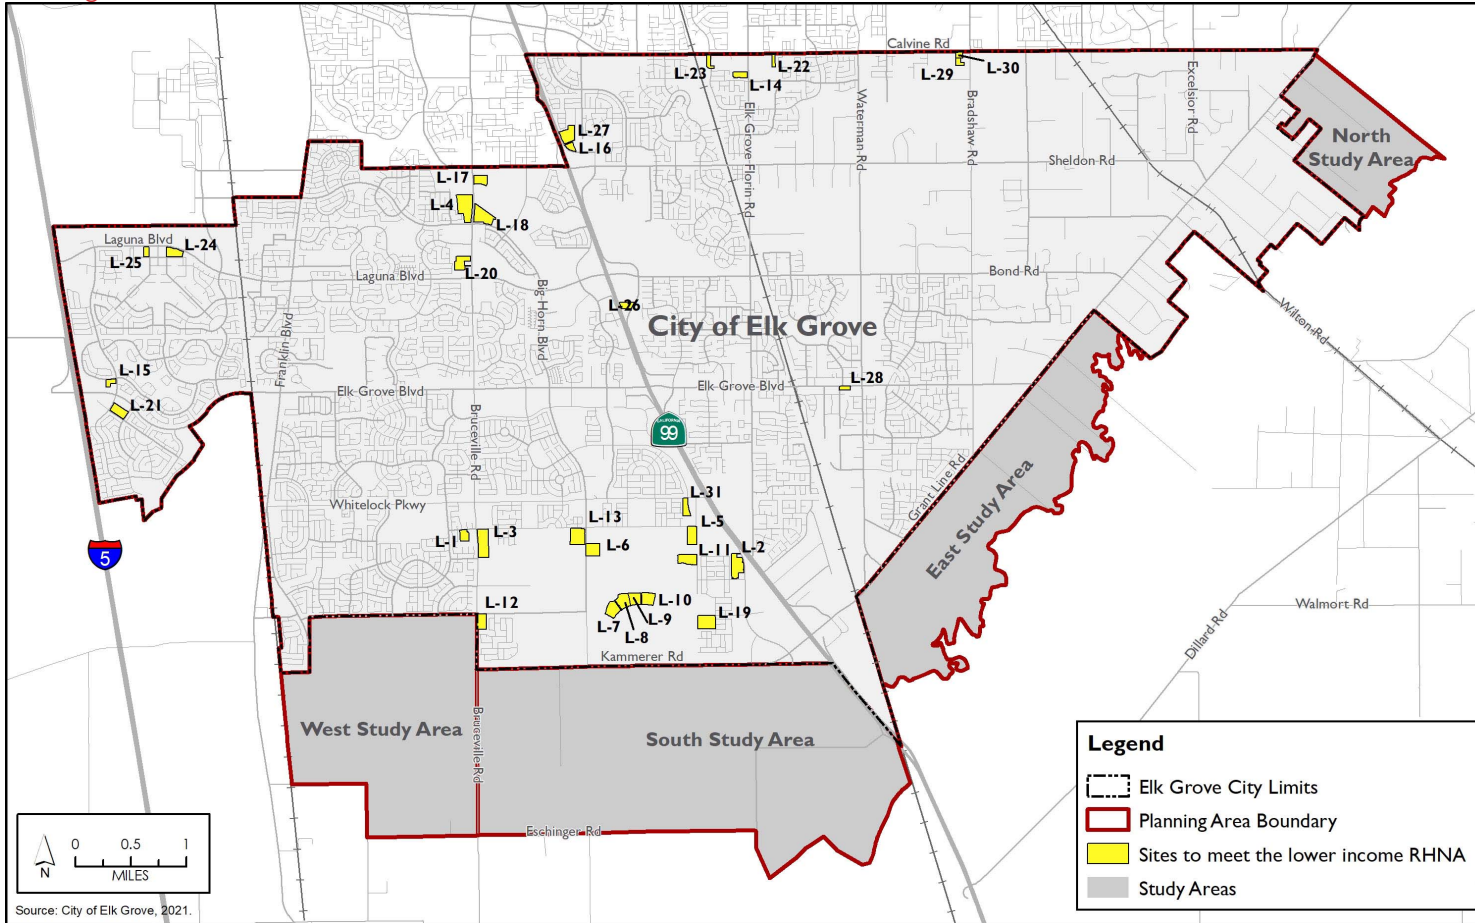 Calvine Rd
L-23
L-22
L-14
L-29
L-30
Excelsior Rd
Elk Grove Florin Rd
Waterman Rd
Bradshaw Rd
North
Study Area
L-27
L-16
Sheldon Rd
L-17
L-4
L-18
Laguna Blvd
L-24
L-25
L-20
Laguna Blvd
Bond Rd
Big Horn Blvd
L-26
City of Elk Grove
Franklin Blvd
Wilton Rd
L-15
L-21
Elk Grove Blvd
Elk Grove Blvd
L-28
Bruceville Rd
CALIFORNIA
99
Grant Line Rd
East Study Area
Whitelock Pkwy
L-31
L-1
L-3
L-13
L-5
L-6
L-11
L-2
5
L-12
L-7
L-8
L-9
L-10
L-19
Kammerer Rd
Walmort Rd
Dillard Rd
West Study Area
Bruceville Rd
South Study Area
Eschinger Rd
N
0 0.5 1
MILES
Source: City of Elk Grove, 2021.
Legend
Elk Grove City Limits
Planning Area Boundary
Sites to meet the lower income RHNA
Study Areas